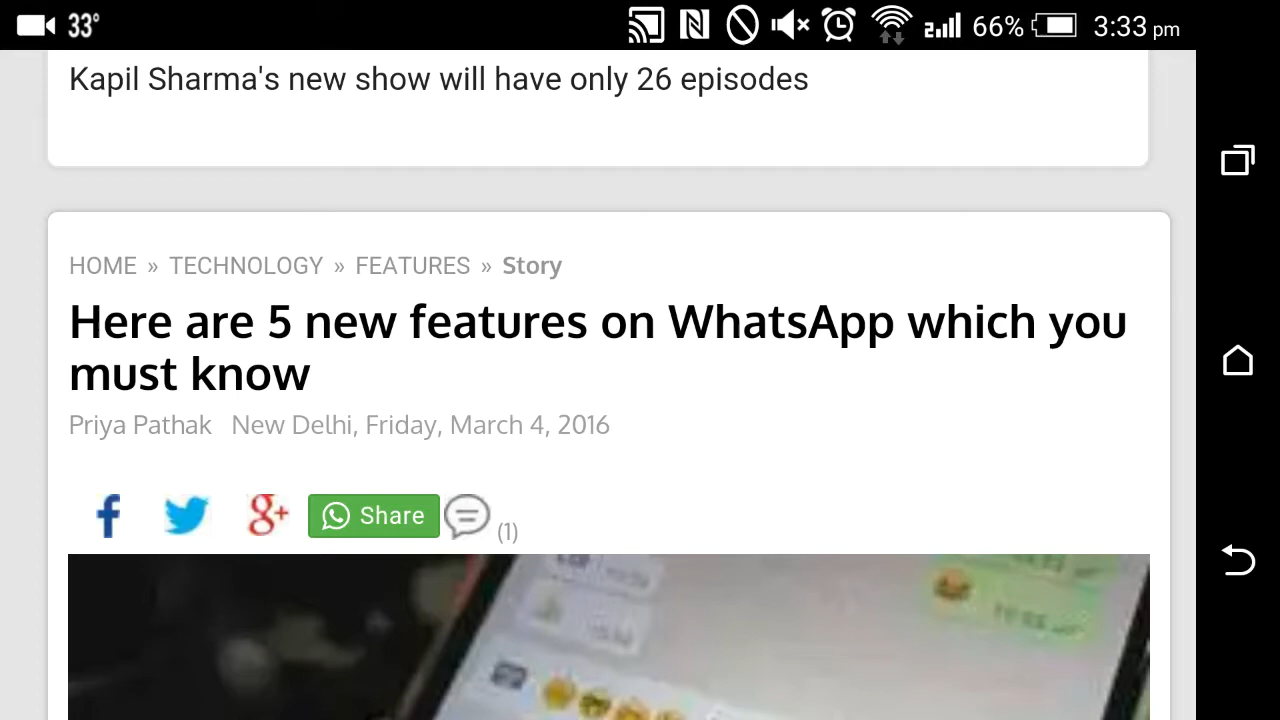 33° 66% 3:33 pm
Kapil Sharma's new show will have only 26 episodes
HOME » TECHNOLOGY » FEATURES » Story
Here are 5 new features on WhatsApp which you
must know
Priya Pathak New Delhi, Friday, March 4, 2016
Share (1)